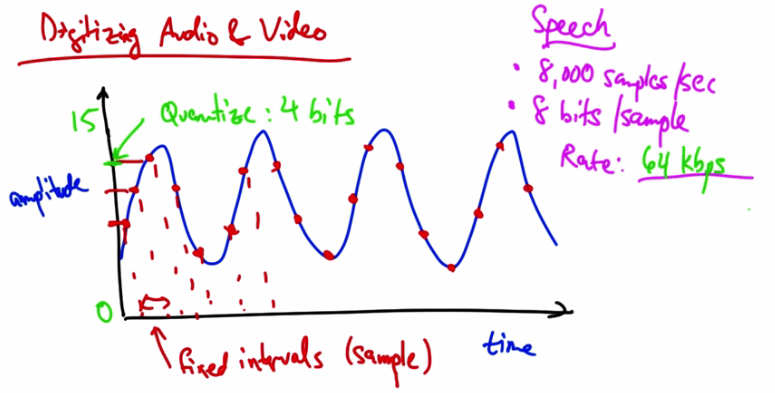 Digitizing Audio & Video
Speech
• 8,000 samples/sec
• 8 bits/sample
Rate: 64 kbps
15
Quantize: 4 bits
amplitude
0
time
fixed intervals (sample)